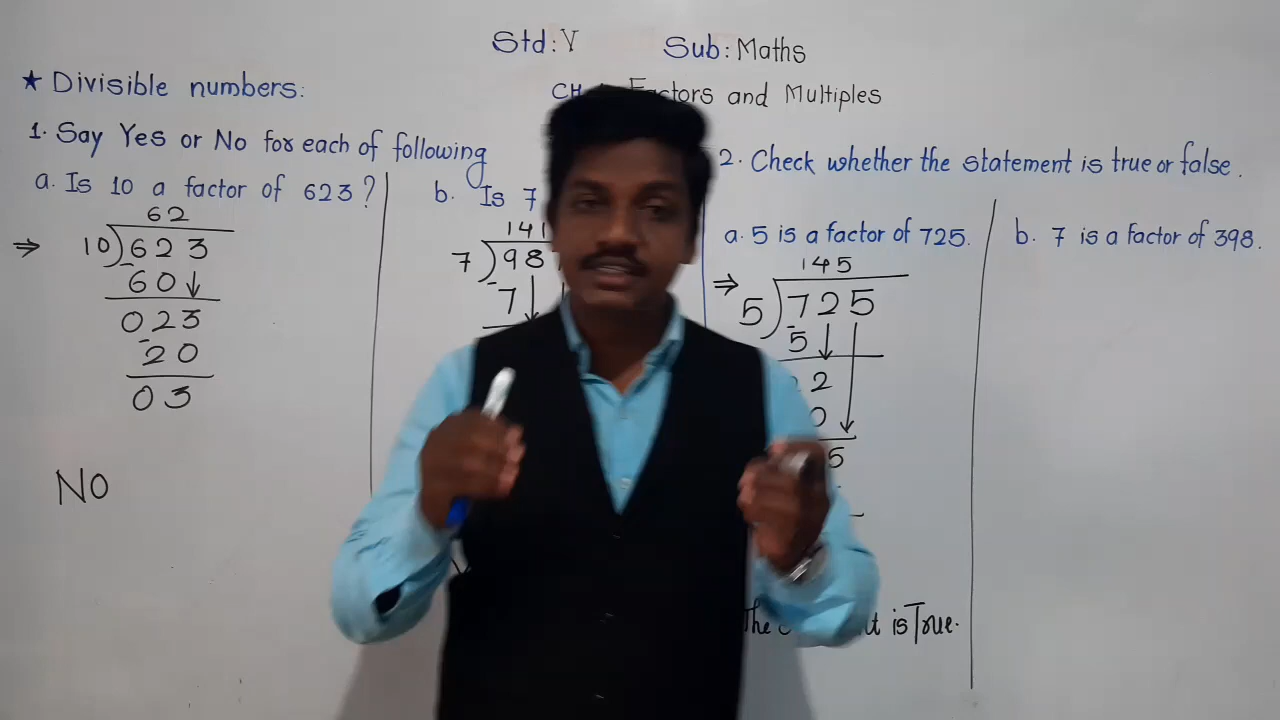 Std: V Sub: Maths
★ Divisible numbers:
Factors and Multiples
1. Say Yes or No for each of following
a. Is 10 a factor of 623?
62
⇒ 10)623
- 60↓
023
- 20
03
NO
b. Is 7
141
7)98
- 7↓
2. Check whether the statement is true or false.
a. 5 is a factor of 725.
145
⇒ 5)725
- 5↓
2
0
5
is True.
b. 7 is a factor of 398.